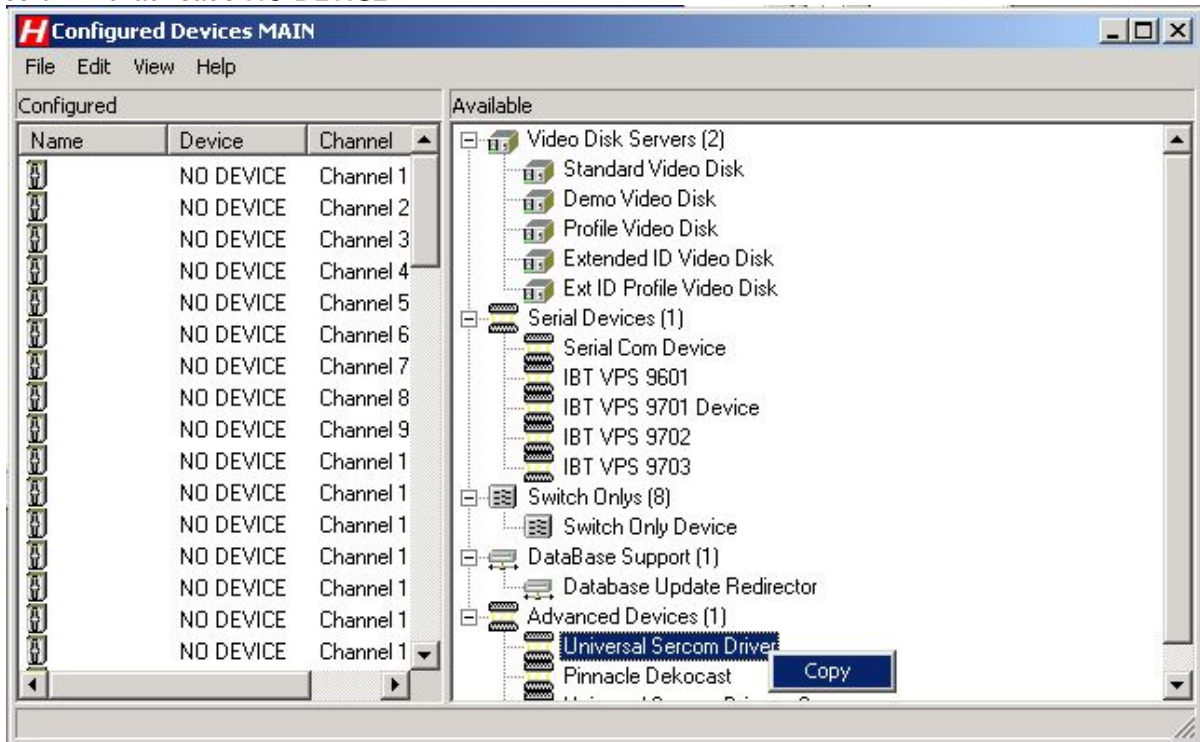 NO DEVICE
H Configured Devices MAIN
File Edit View Help
Configured
Available
Name Device Channel
NO DEVICE Channel 1
NO DEVICE Channel 2
NO DEVICE Channel 3
NO DEVICE Channel 4
NO DEVICE Channel 5
NO DEVICE Channel 6
NO DEVICE Channel 7
NO DEVICE Channel 8
NO DEVICE Channel 9
NO DEVICE Channel 1
NO DEVICE Channel 1
NO DEVICE Channel 1
NO DEVICE Channel 1
NO DEVICE Channel 1
NO DEVICE Channel 1
NO DEVICE Channel 1
Video Disk Servers (2)
Standard Video Disk
Demo Video Disk
Profile Video Disk
Extended ID Video Disk
Ext ID Profile Video Disk
Serial Devices (1)
Serial Com Device
IBT VPS 9601
IBT VPS 9701 Device
IBT VPS 9702
IBT VPS 9703
Switch Onlys (8)
Switch Only Device
DataBase Support (1)
Database Update Redirector
Advanced Devices (1)
Universal Sercom Driver
Copy
Pinnacle Dekocast